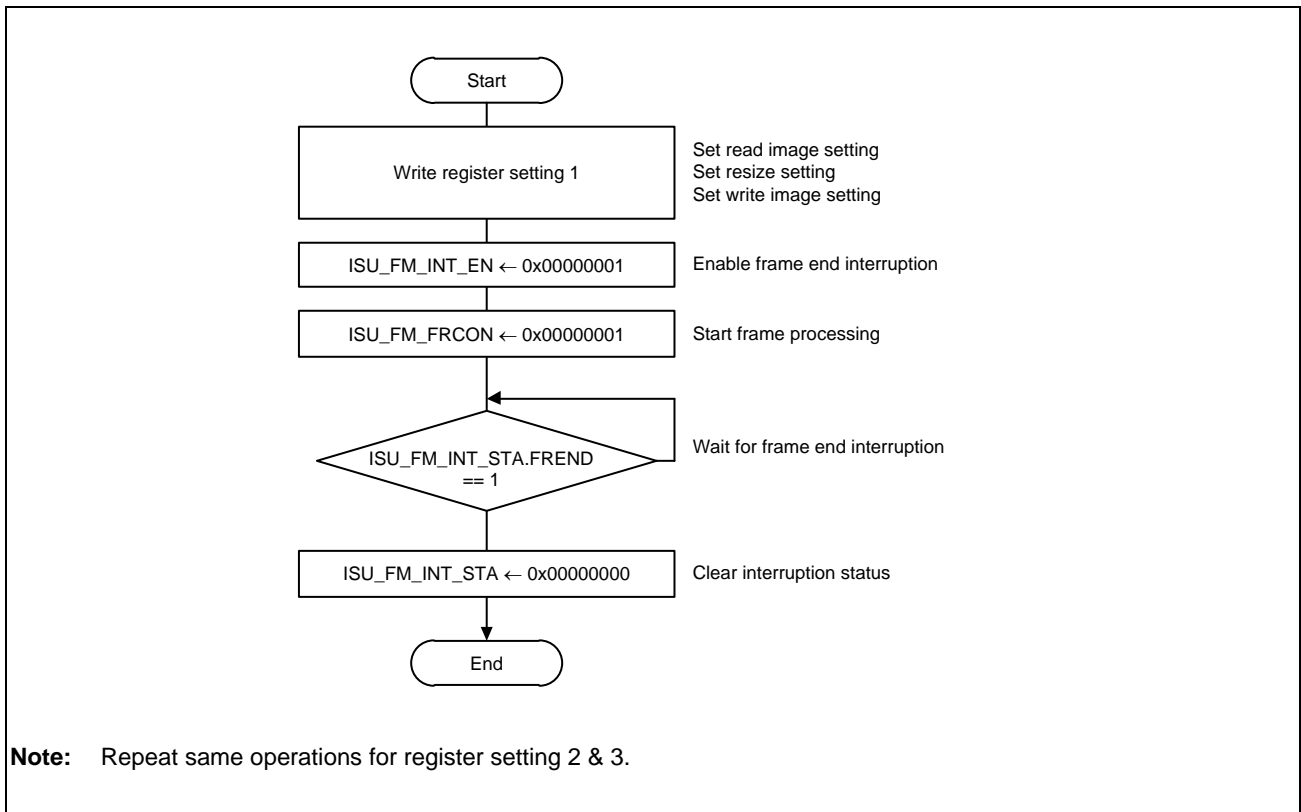 Start
Write register setting 1
Set read image setting
Set resize setting
Set write image setting
ISU_FM_INT_EN ← 0x00000001
Enable frame end interruption
ISU_FM_FRCON ← 0x00000001
Start frame processing
ISU_FM_INT_STA.FREND
== 1
Wait for frame end interruption
ISU_FM_INT_STA ← 0x00000000
Clear interruption status
End
Note: Repeat same operations for register setting 2 & 3.